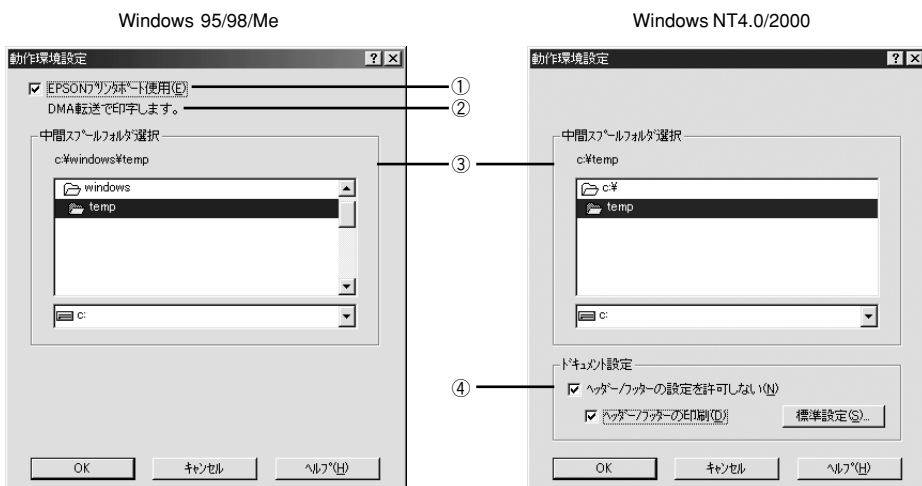 Windows 95/98/Me
Windows NT4.0/2000
動作環境設定
EPSONプリンタポート使用(E)
①
DMA転送で印字します。
②
中間スプールフォルダ選択
③
c:¥windows¥temp
windows
temp
c:
OK
キャンセル
ヘルプ(H)
動作環境設定
中間スプールフォルダ選択
c:¥temp
c:¥
temp
c:
ドキュメント設定
④
ヘッダー/フッターの設定を許可しない(N)
ヘッダー/フッターの印刷(D)
標準設定(S)...
OK
キャンセル
ヘルプ(H)